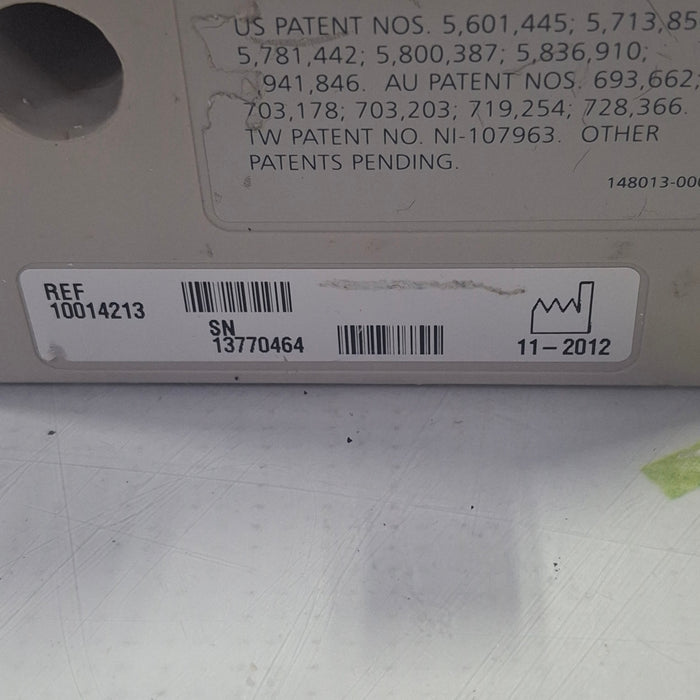 US PATENT NOS. 5,601,445; 5,713,85
5,781,442; 5,800,387; 5,836,910;
941,846. AU PATENT NOS. 693,662;
703,178; 703,203; 719,254; 728,366.
TW PATENT NO. NI-107963. OTHER
PATENTS PENDING.
148013-00
REF
10014213
SN
13770464
11-2012